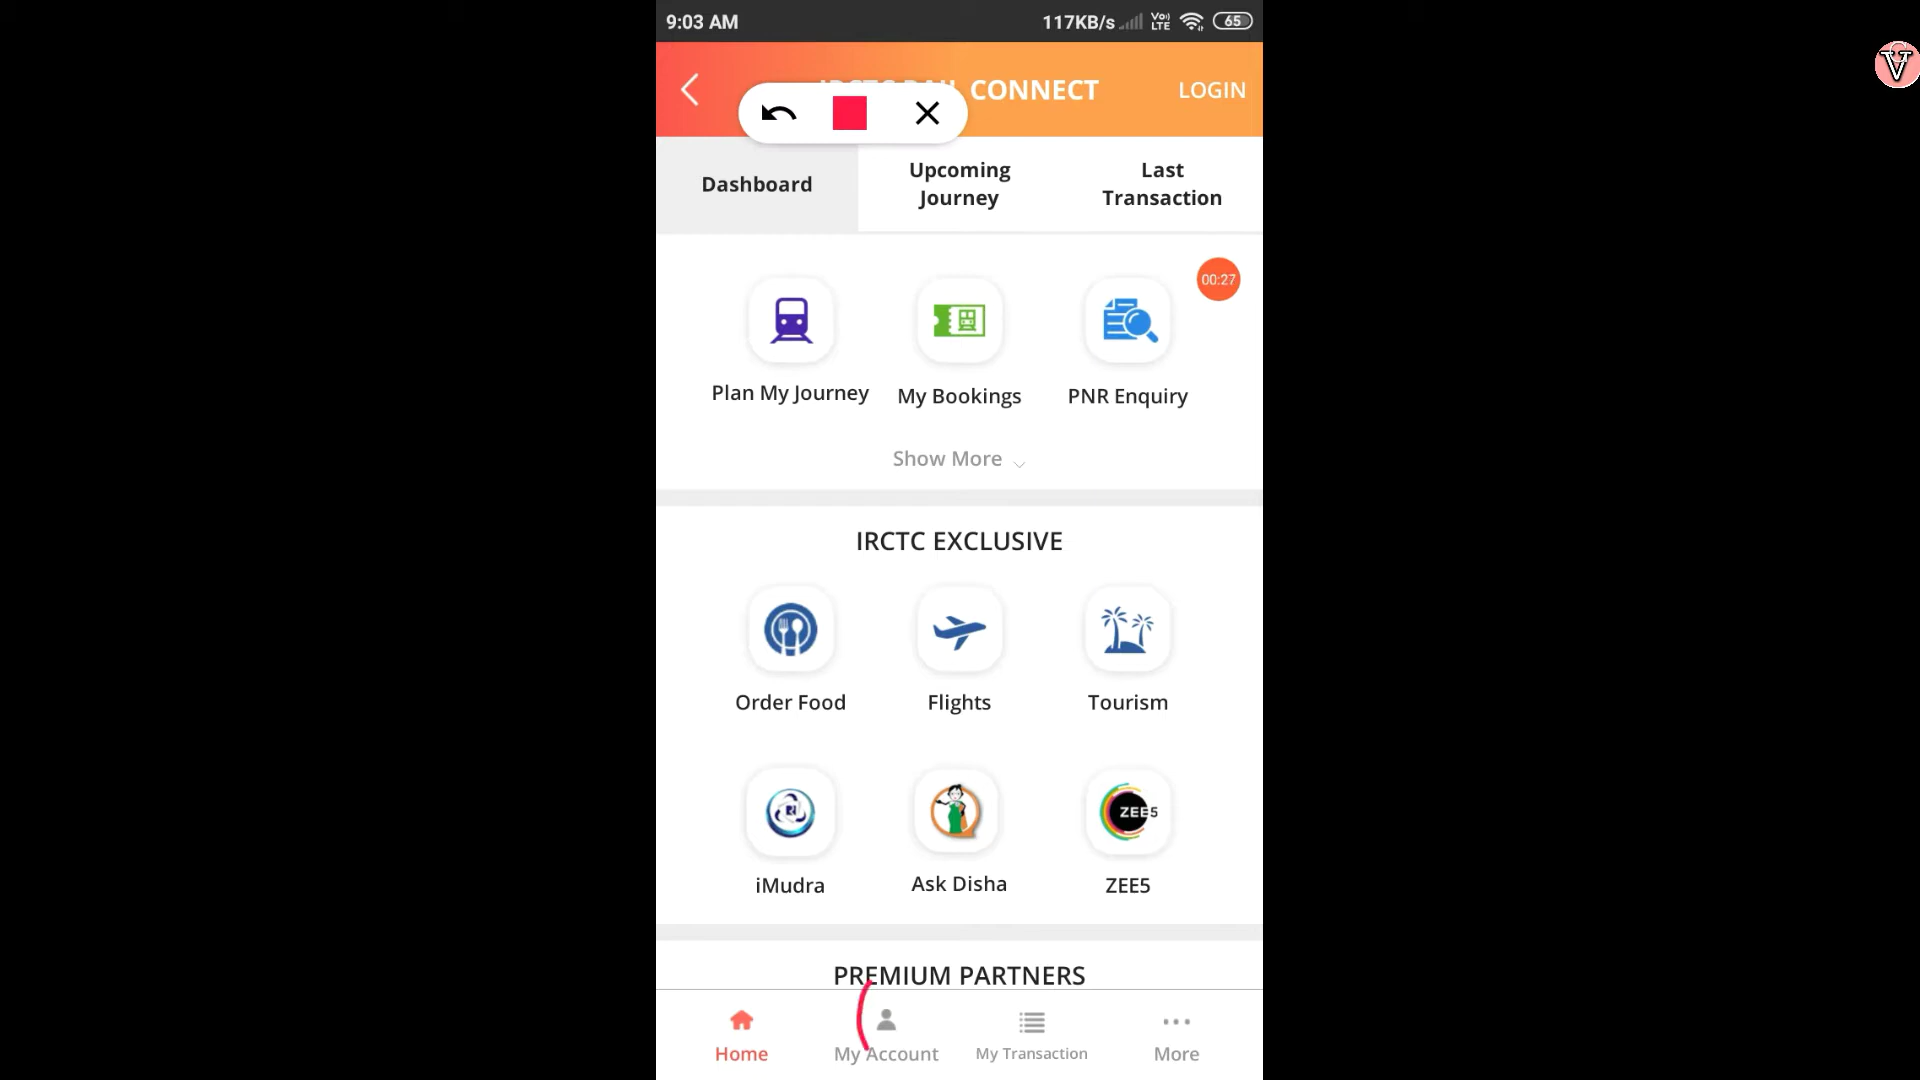 9:03 AM
117KB/s
Vo) LTE
65
V
CONNECT
LOGIN
Dashboard
Upcoming
Journey
Last
Transaction
00:27
Plan My Journey
My Bookings
PNR Enquiry
Show More
IRCTC EXCLUSIVE
Order Food
Flights
Tourism
ZEE5
iMudra
Ask Disha
ZEE5
PREMIUM PARTNERS
Home
My Account
My Transaction
More